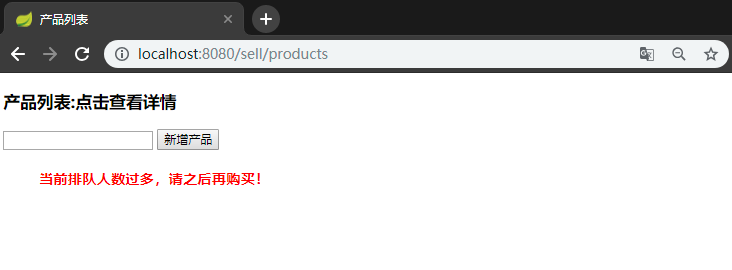 产品列表
localhost:8080/sell/products
产品列表:点击查看详情
新增产品
当前排队人数过多，请之后再购买！